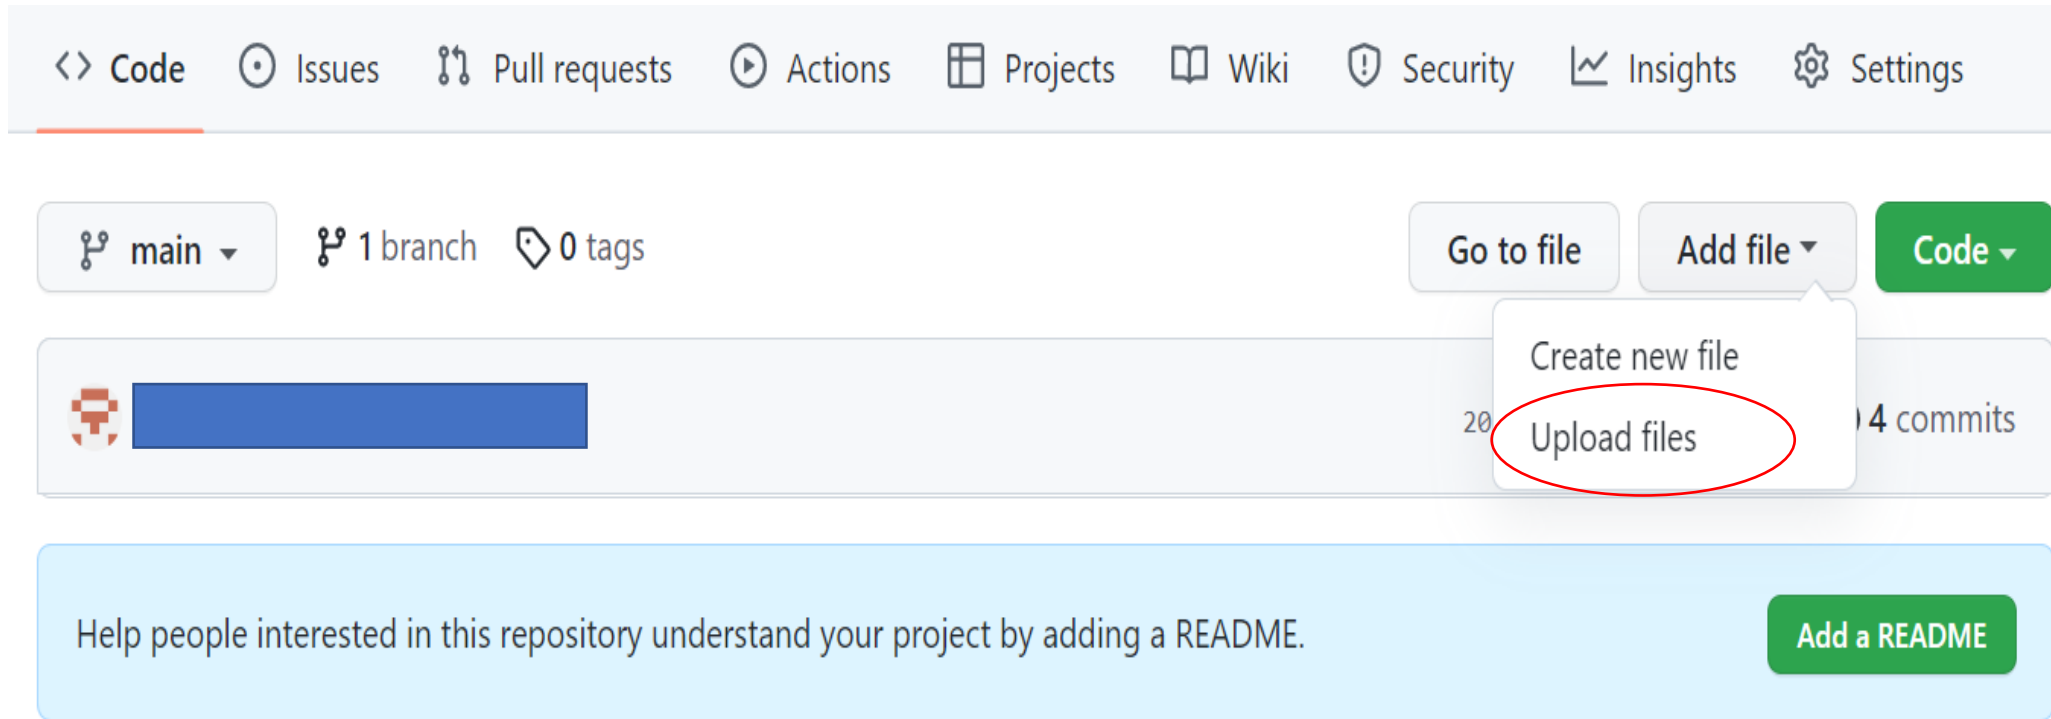 Code Issues Pull requests Actions Projects Wiki Security Insights Settings
main 1 branch 0 tags Go to file Add file Code
Create new file
20 4 commits
Upload files
Help people interested in this repository understand your project by adding a README. Add a README